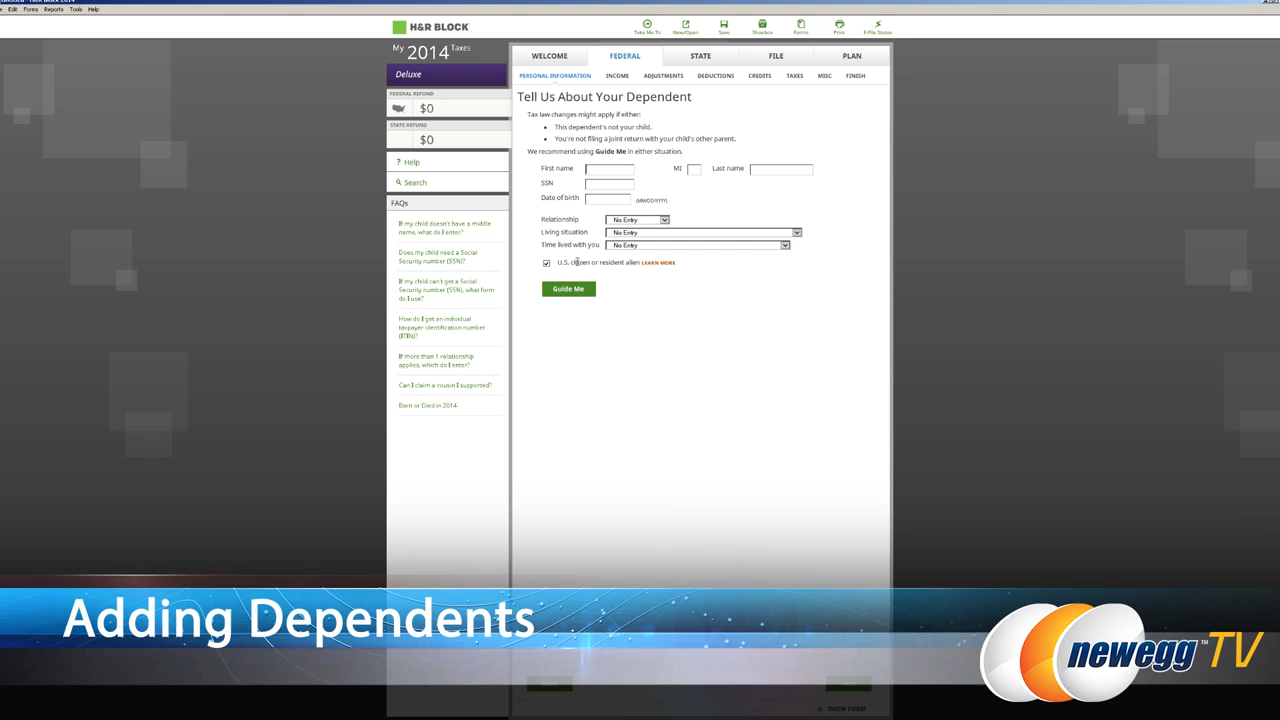 Edit Forms Reports Tools Help
H&R BLOCK
Take Me To New/Open Save Shoebox Forms Print E-File Status
My 2014 Taxes
Deluxe
FEDERAL REFUND
$0
STATE REFUND
$0
? Help
Search
FAQs
If my child doesn't have a middle
name, what do I enter?
Does my child need a Social
Security number (SSN)?
If my child can't get a Social
Security number (SSN), what form
do I use?
How do I get an individual
taxpayer identification number
(ITIN)?
If more than 1 relationship
applies, which do I enter?
Can I claim a cousin I supported?
Born or Died in 2014
WELCOME FEDERAL STATE FILE PLAN
PERSONAL INFORMATION INCOME ADJUSTMENTS DEDUCTIONS CREDITS TAXES MISC FINISH
Tell Us About Your Dependent
Tax law changes might apply if either:
• This dependent's not your child.
• You're not filing a joint return with your child's other parent.
We recommend using Guide Me in either situation.
First name MI Last name
SSN
Date of birth (MM/DD/YYYY)
Relationship No Entry
Living situation No Entry
Time lived with you No Entry
U.S. citizen or resident alien LEARN MORE
Guide Me
Adding Dependents
newegg™ TV
SHOW FORM